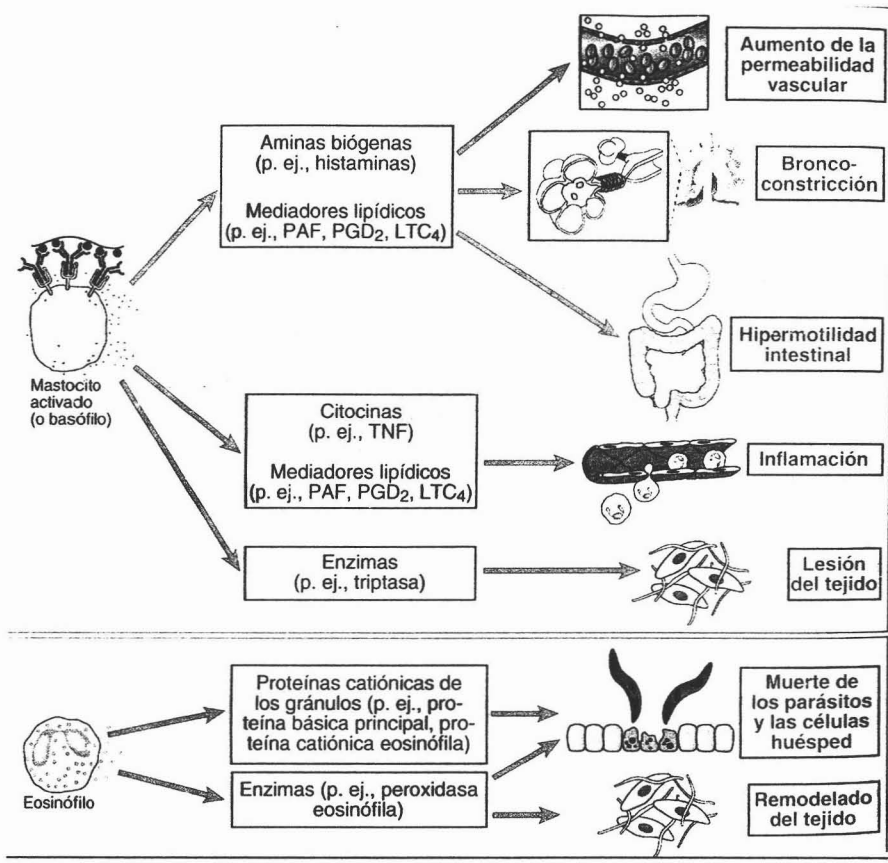 Aumento de la
permeabilidad
vascular
Aminas biógenas
(p. ej., histaminas)
Mediadores lipídicos
(p. ej., PAF, PGD₂, LTC₄)
Bronco-
constricción
Hipermotilidad
intestinal
Mastocito
activado
(o basófilo)
Citocinas
(p. ej., TNF)
Mediadores lipídicos
(p. ej., PAF, PGD₂, LTC₄)
Inflamación
Enzimas
(p. ej., triptasa)
Lesión
del tejido
Proteínas catiónicas de
los gránulos (p. ej., pro-
teína básica principal, pro-
teína catiónica eosinófila)
Muerte de
los parásitos
y las células
huésped
Eosinófilo
Enzimas (p. ej., peroxidasa
eosinófila)
Remodelado
del tejido